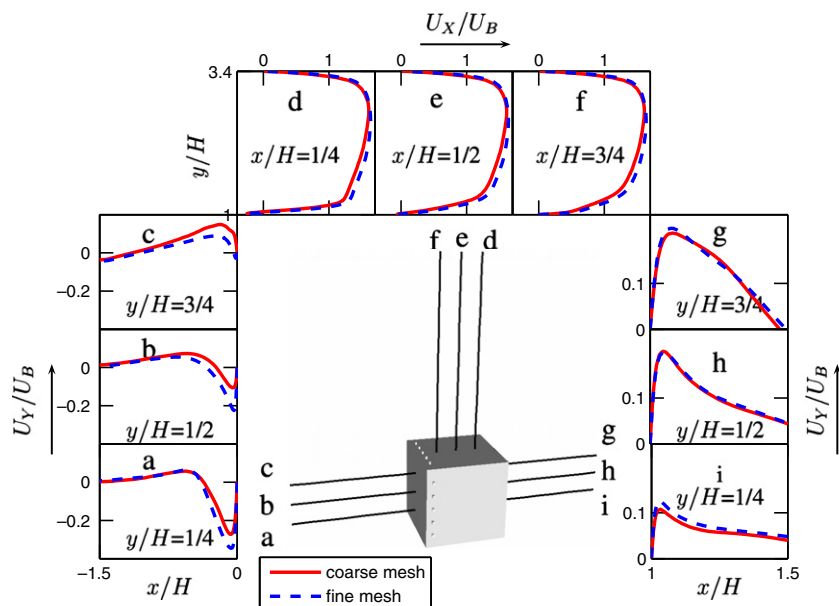 U_X/U_B
0 1 0 1 0 1
3.4
d e f
y/H
x/H=1/4 x/H=1/2 x/H=3/4
1
c
0
−0.2
y/H=3/4
b
0
−0.2
y/H=1/2
a
0
−0.2
−0.4
y/H=1/4
−1.5 0
x/H
U_Y/U_B
f e d
c
b
a
g
h
i
g
0.1
y/H=3/4
0
h
0.1
y/H=1/2
0
i
y/H=1/4
0.1
0
1 1.5
x/H
U_Y/U_B
coarse mesh
fine mesh